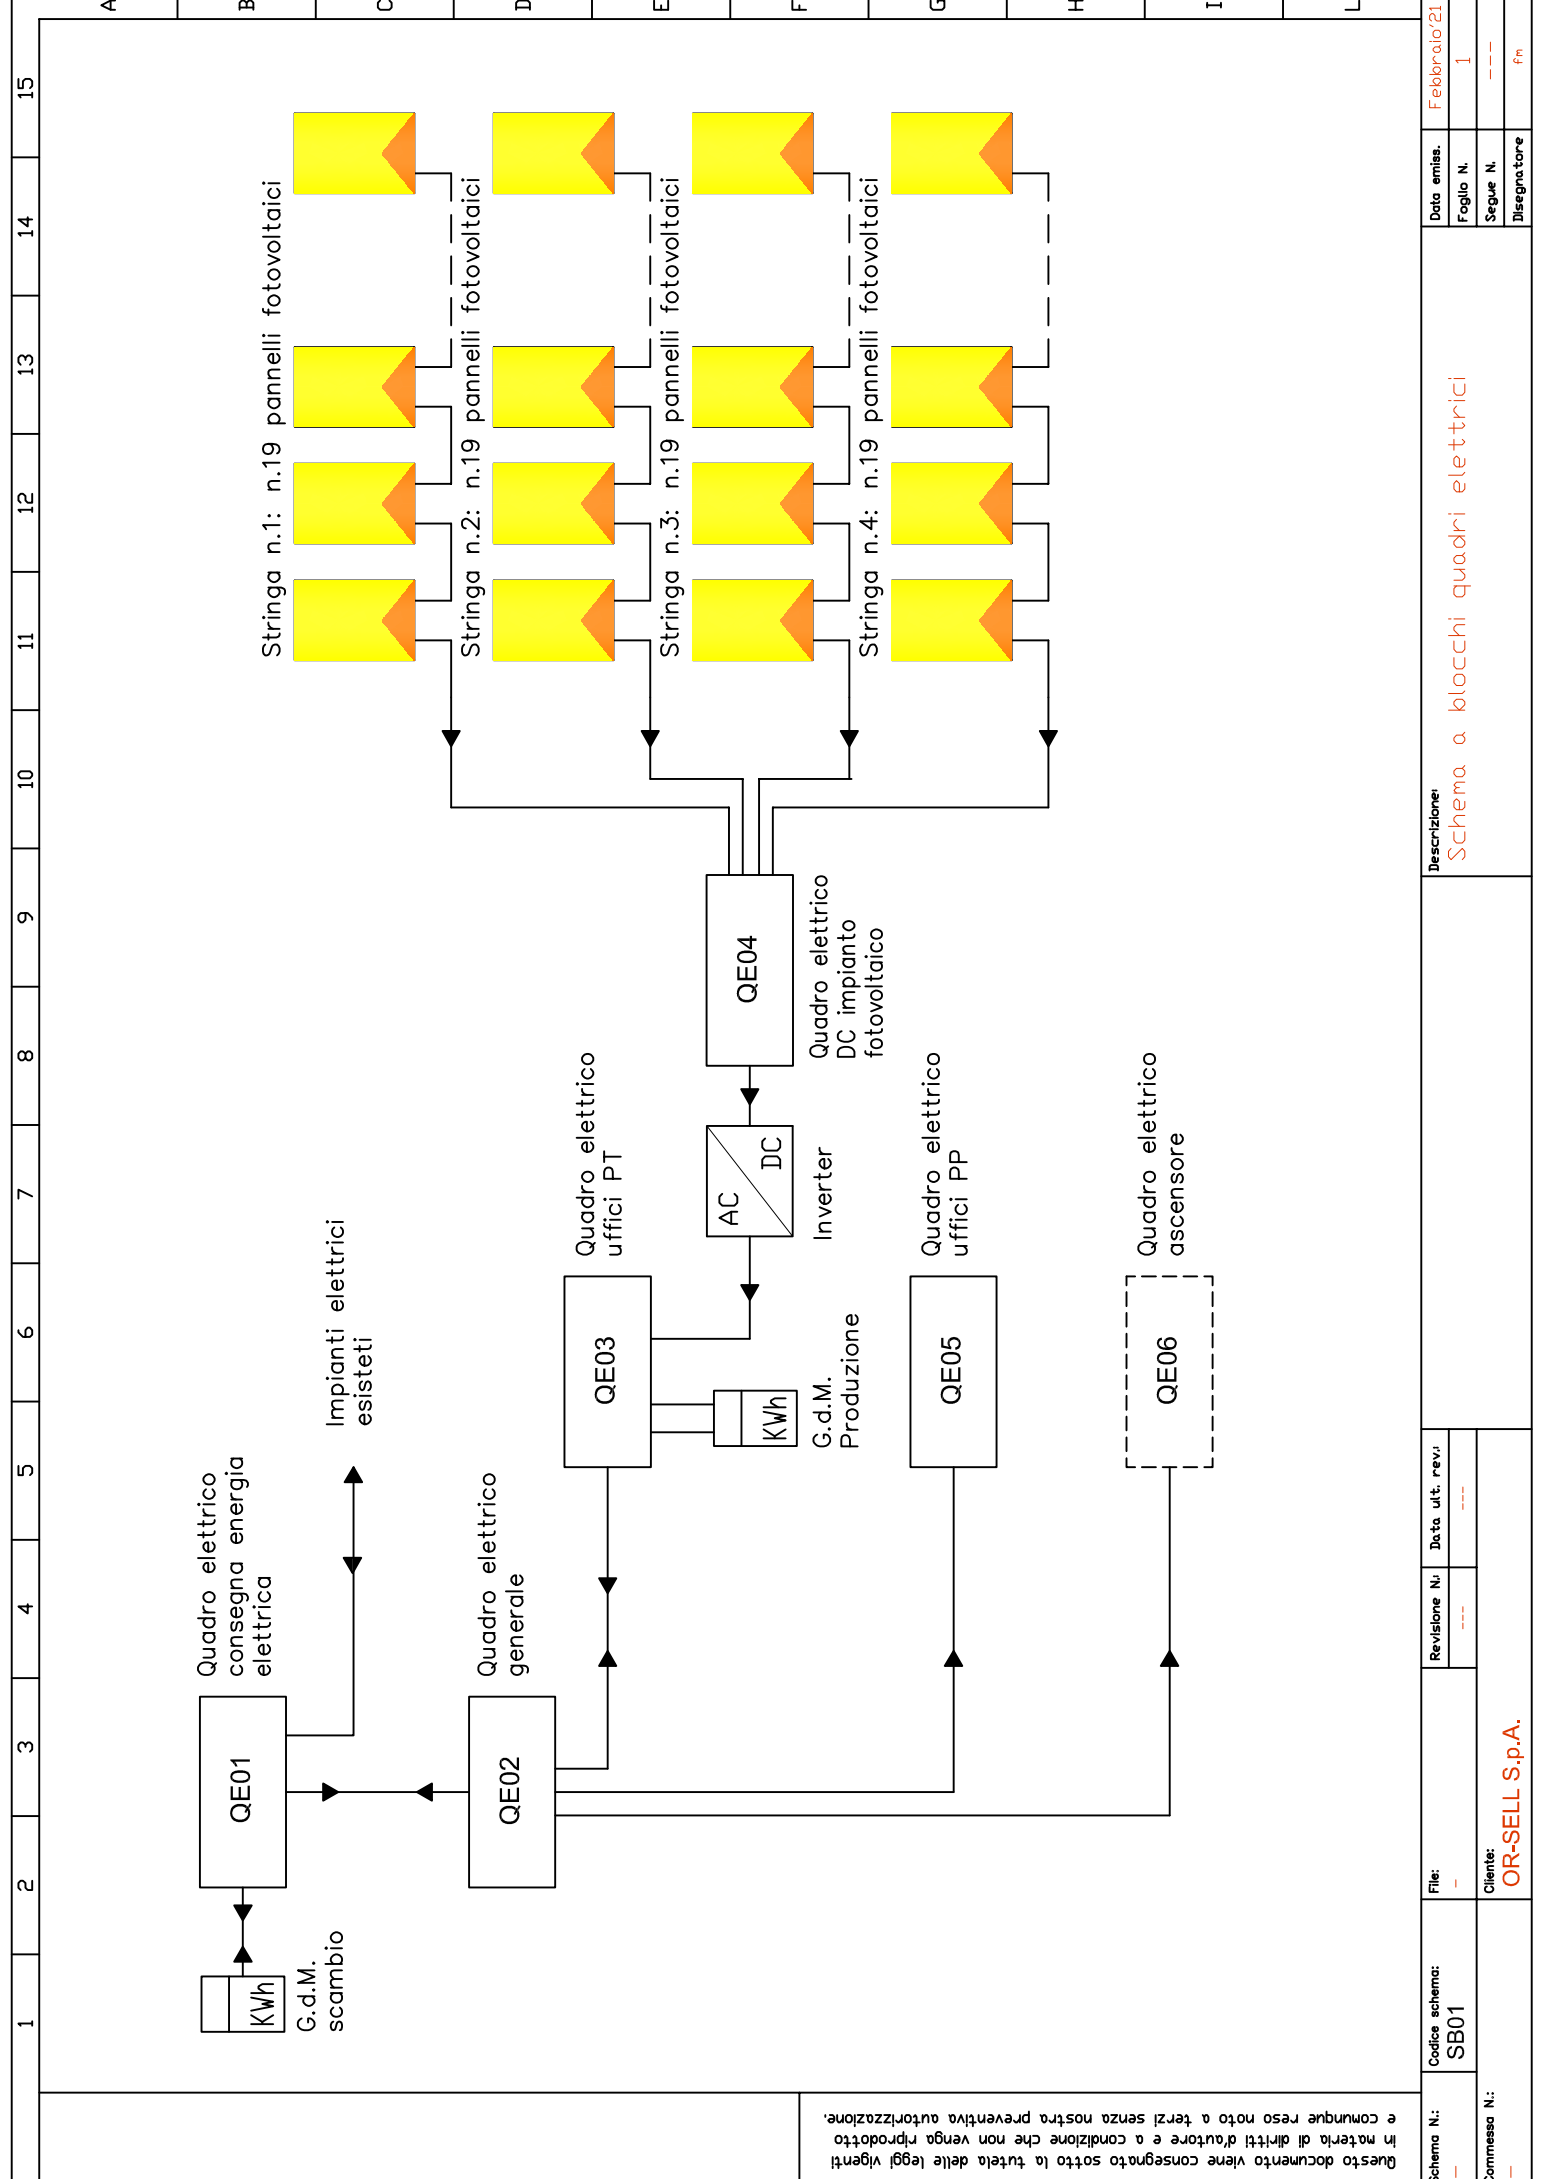 1
2
3
4
5
6
7
8
9
10
11
12
13
14
15
A
B
C
D
E
F
G
H
I
L
KWh
G.d.M.
scambio
QE01
Quadro elettrico
consegna energia
elettrica
Impianti elettrici
esisteti
QE02
Quadro elettrico
generale
QE03
Quadro elettrico
uffici PT
KWh
G.d.M.
Produzione
AC
DC
Inverter
QE04
Quadro elettrico
DC impianto
fotovoltaico
QE05
Quadro elettrico
uffici PP
QE06
Quadro elettrico
ascensore
Stringa n.1: n.19 pannelli fotovoltaici
Stringa n.2: n.19 pannelli fotovoltaici
Stringa n.3: n.19 pannelli fotovoltaici
Stringa n.4: n.19 pannelli fotovoltaici
Questo documento viene consegnato sotto la tutela delle leggi vigenti
in materia di diritti d'autore e a condizione che non venga riprodotto
e comunque reso noto a terzi senza nostra preventiva autorizzazione.
Schema N.:
-
Codice schema:
SB01
File:
-
Revisione N.:
---
Data ult. rev.:
---
Commessa N.:
-
Cliente:
OR-SELL S.p.A.
Descrizione:
Schema a blocchi quadri elettrici
Data emiss.
Febbraio'21
Foglio N.
1
Segue N.
---
Disegnatore
fm